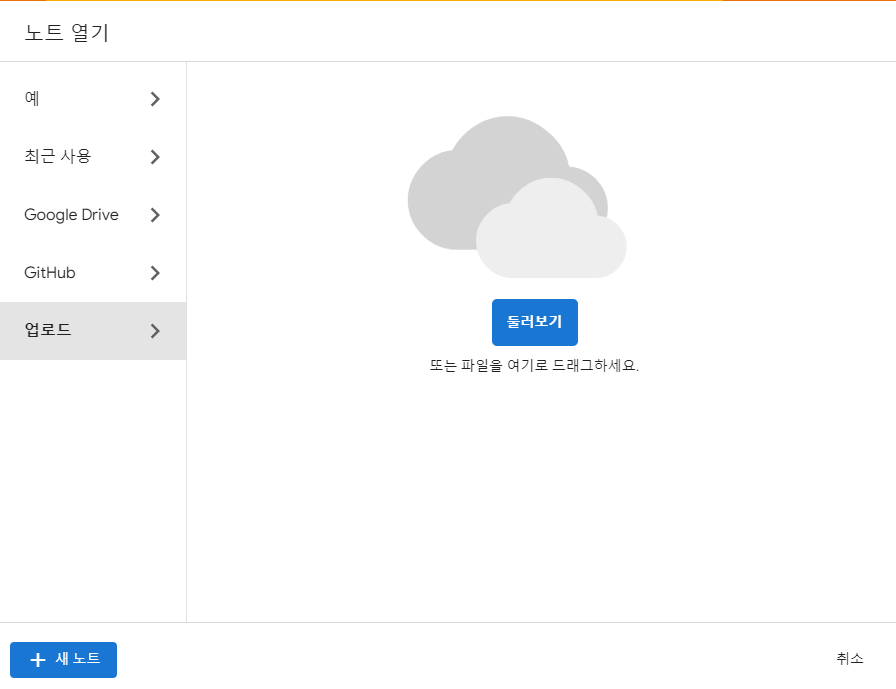 노트 열기
예
최근 사용
Google Drive
GitHub
업로드
둘러보기
또는 파일을 여기로 드래그하세요.
새 노트
취소